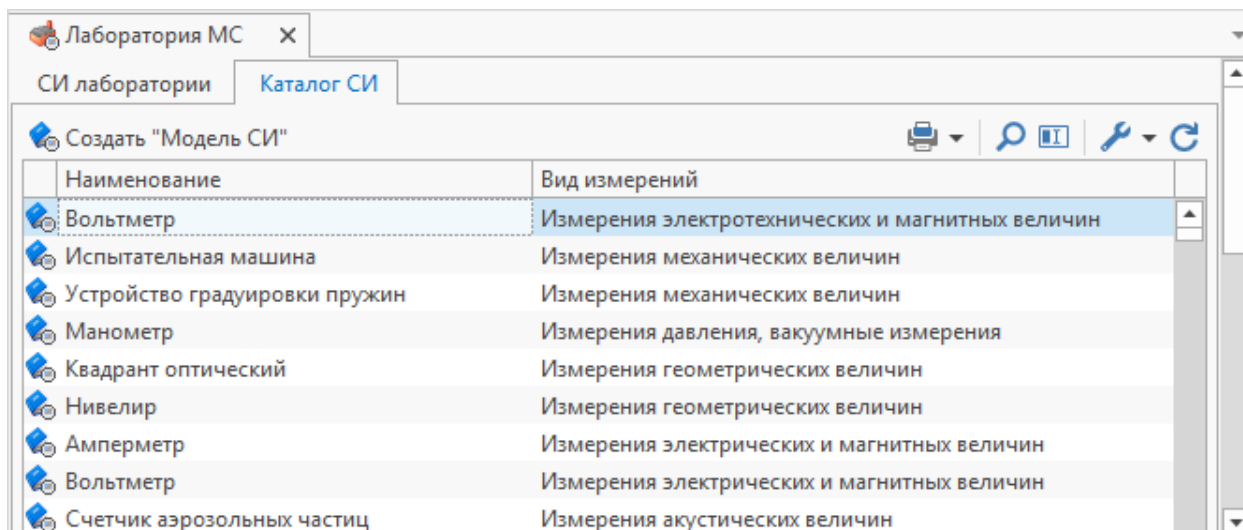 Лаборатория МС
СИ лаборатории Каталог СИ
Создать "Модель СИ"
Наименование Вид измерений
Вольтметр Измерения электротехнических и магнитных величин
Испытательная машина Измерения механических величин
Устройство градуировки пружин Измерения механических величин
Манометр Измерения давления, вакуумные измерения
Квадрант оптический Измерения геометрических величин
Нивелир Измерения геометрических величин
Амперметр Измерения электрических и магнитных величин
Вольтметр Измерения электрических и магнитных величин
Счетчик аэрозольных частиц Измерения акустических величин